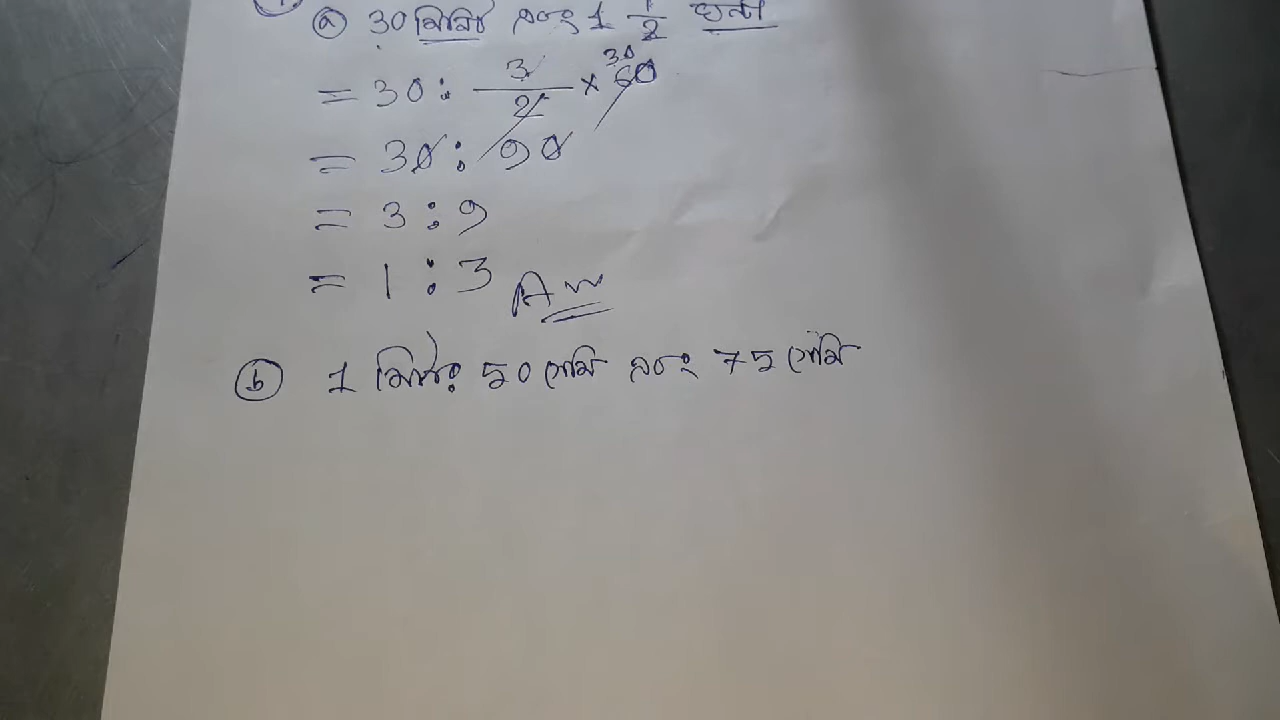 (a) 30 মিনিট এবং 1 1/2 ঘন্টা
= 30 : 3/2 × 60 30
= 30 : 90
= 3 : 9
= 1 : 3 Ans
(b) 1 মিটার 50 সেমি এবং 75 সেমি